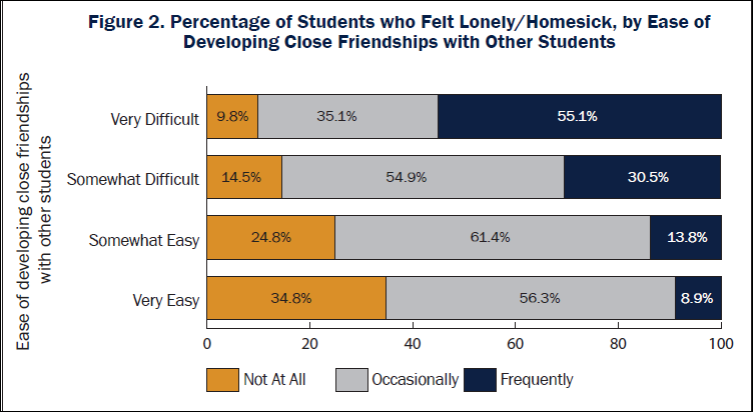 Figure 2. Percentage of Students who Felt Lonely/Homesick, by Ease of
Developing Close Friendships with Other Students
Ease of developing close friendships
with other students
Very Difficult 9.8% 35.1% 55.1%
Somewhat Difficult 14.5% 54.9% 30.5%
Somewhat Easy 24.8% 61.4% 13.8%
Very Easy 34.8% 56.3% 8.9%
0 20 40 60 80 100
Not At All Occasionally Frequently